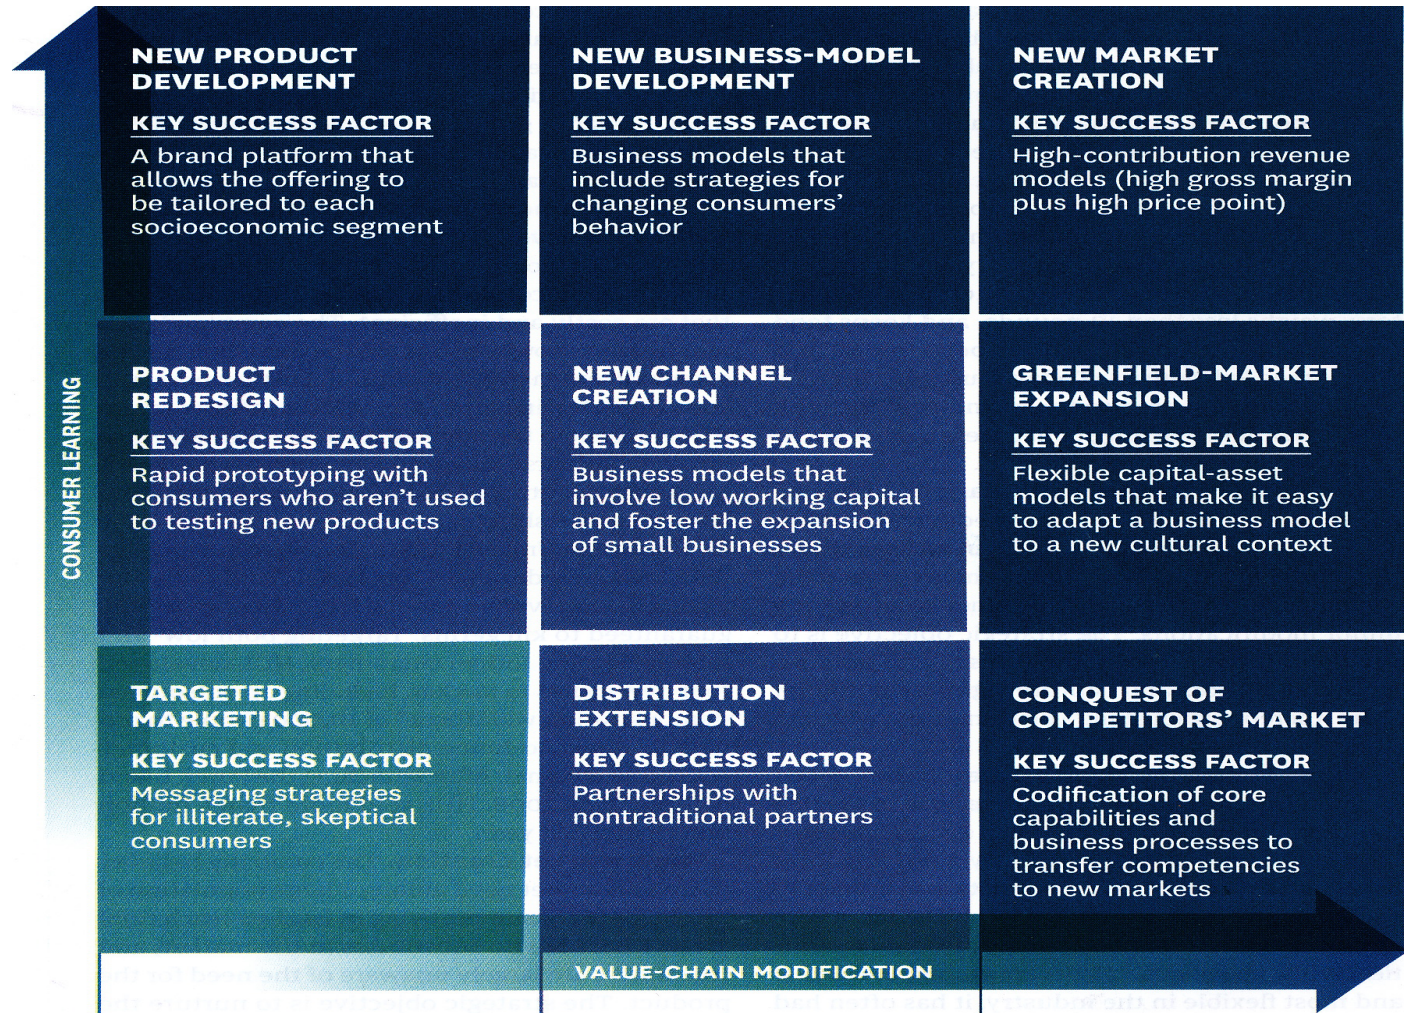 NEW PRODUCT
DEVELOPMENT
KEY SUCCESS FACTOR
A brand platform that
allows the offering to
be tailored to each
socioeconomic segment
NEW BUSINESS-MODEL
DEVELOPMENT
KEY SUCCESS FACTOR
Business models that
include strategies for
changing consumers’
behavior
NEW MARKET
CREATION
KEY SUCCESS FACTOR
High-contribution revenue
models (high gross margin
plus high price point)
CONSUMER LEARNING
PRODUCT
REDESIGN
KEY SUCCESS FACTOR
Rapid prototyping with
consumers who aren’t used
to testing new products
NEW CHANNEL
CREATION
KEY SUCCESS FACTOR
Business models that
involve low working capital
and foster the expansion
of small businesses
GREENFIELD-MARKET
EXPANSION
KEY SUCCESS FACTOR
Flexible capital-asset
models that make it easy
to adapt a business model
to a new cultural context
TARGETED
MARKETING
KEY SUCCESS FACTOR
Messaging strategies
for illiterate, skeptical
consumers
DISTRIBUTION
EXTENSION
KEY SUCCESS FACTOR
Partnerships with
nontraditional partners
CONQUEST OF
COMPETITORS’ MARKET
KEY SUCCESS FACTOR
Codification of core
capabilities and
business processes to
transfer competencies
to new markets
VALUE-CHAIN MODIFICATION